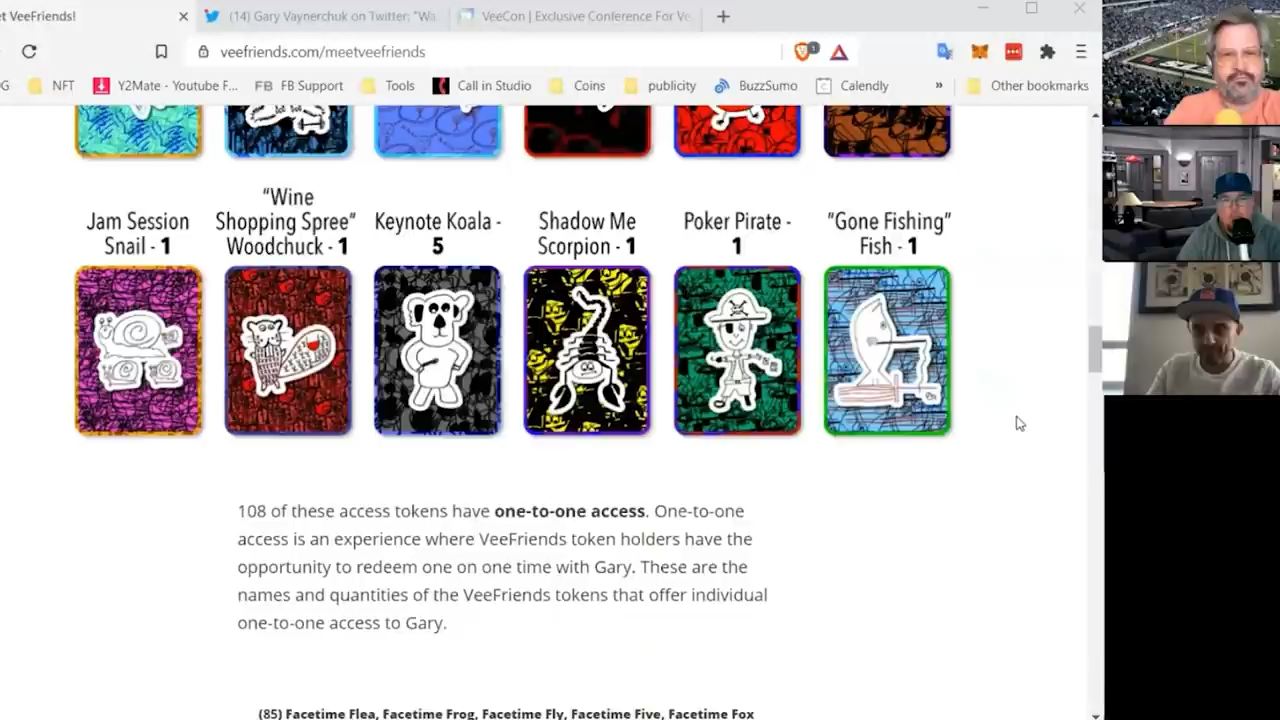 et VeeFriends!
(14) Gary Vaynerchuk on Twitter: "Wa
VeeCon | Exclusive Conference For Ve
veefriends.com/meetveefriends
1
G NFT Y2Mate - Youtube F... FB FB Support Tools Call in Studio Coins publicity BuzzSumo Calendly » Other bookmarks
Jam Session
Snail - 1
"Wine
Shopping Spree"
Woodchuck - 1
Keynote Koala -
5
Shadow Me
Scorpion - 1
Poker Pirate -
1
"Gone Fishing"
Fish - 1
108 of these access tokens have one-to-one access. One-to-one
access is an experience where VeeFriends token holders have the
opportunity to redeem one on one time with Gary. These are the
names and quantities of the VeeFriends tokens that offer individual
one-to-one access to Gary.
(85) Facetime Flea, Facetime Frog, Facetime Fly, Facetime Five, Facetime Fox